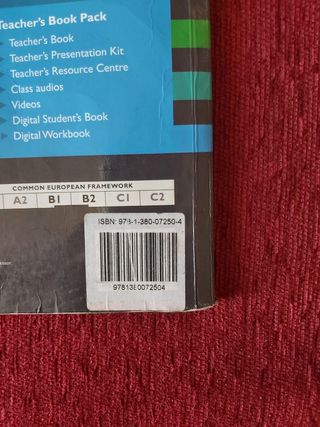 Teacher's Book Pack
Teacher's Book
Teacher's Presentation Kit
Teacher's Resource Centre
Class audios
Videos
Digital Student's Book
Digital Workbook
COMMON EUROPEAN FRAMEWORK
A2 B1 B2 C1 C2
ISBN: 978-1-380-07250-4
9781380072504